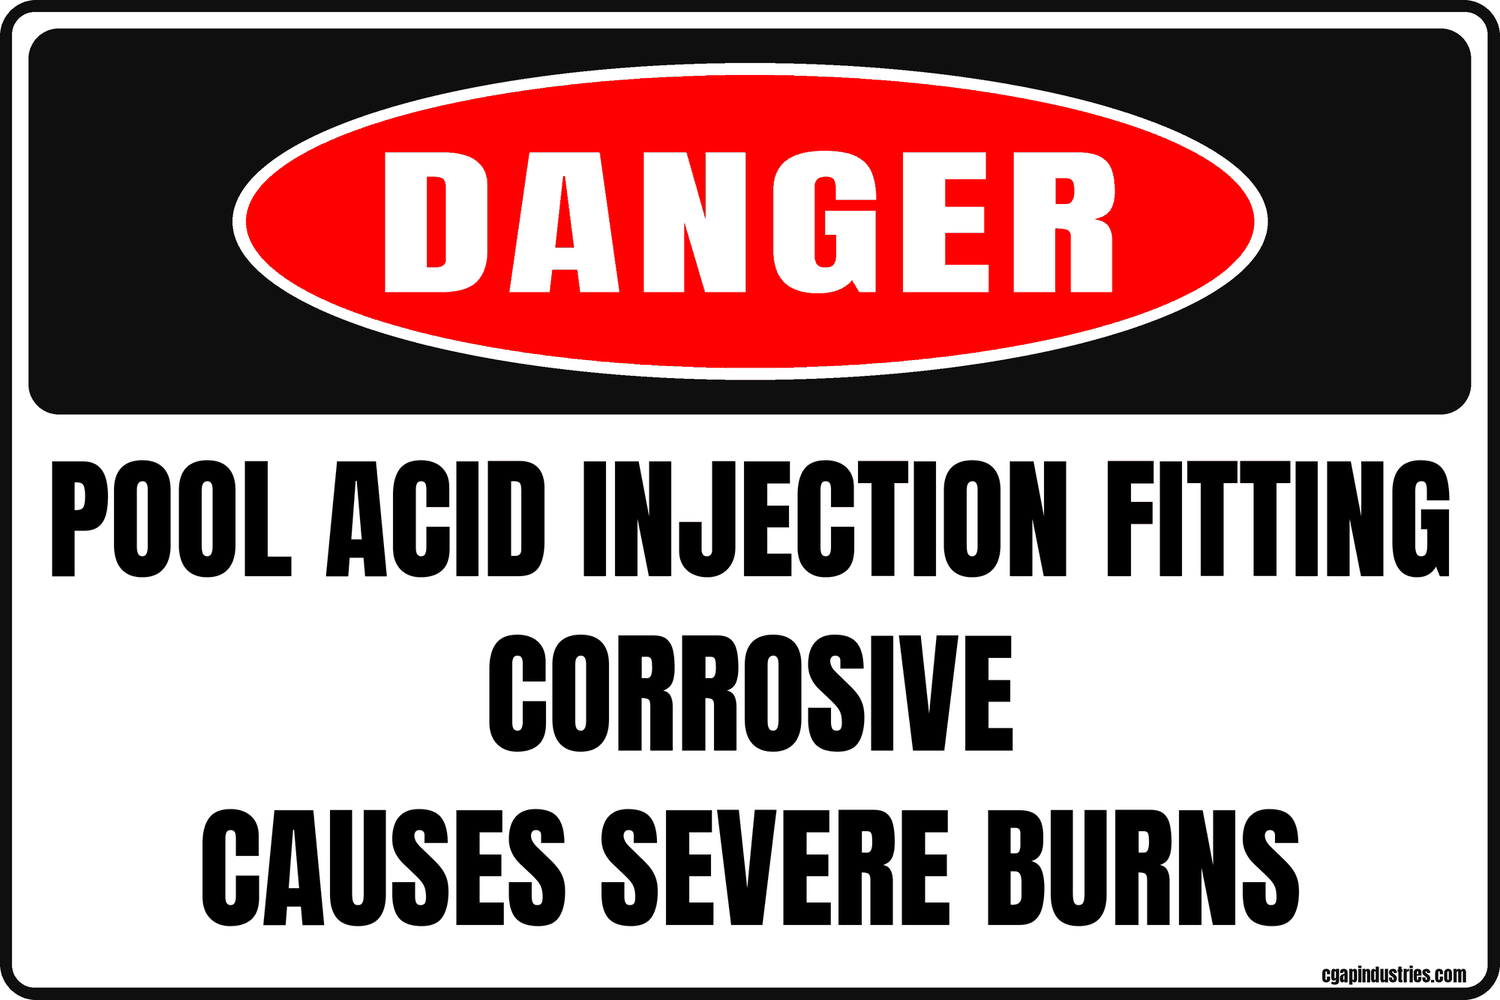 DANGER
POOL ACID INJECTION FITTING
CORROSIVE
CAUSES SEVERE BURNS
cgapindustries.com